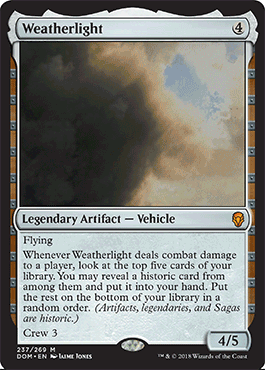 Weatherlight 4
Legendary Artifact — Vehicle
Flying
Whenever Weatherlight deals combat damage
to a player, look at the top five cards of your
library. You may reveal a historic card from
among them and put it into your hand. Put
the rest on the bottom of your library in a
random order. (Artifacts, legendaries, and Sagas
are historic.)
Crew 3
4/5
237/269 M
DOM • EN Jaime Jones
™ & © 2018 Wizards of the Coast